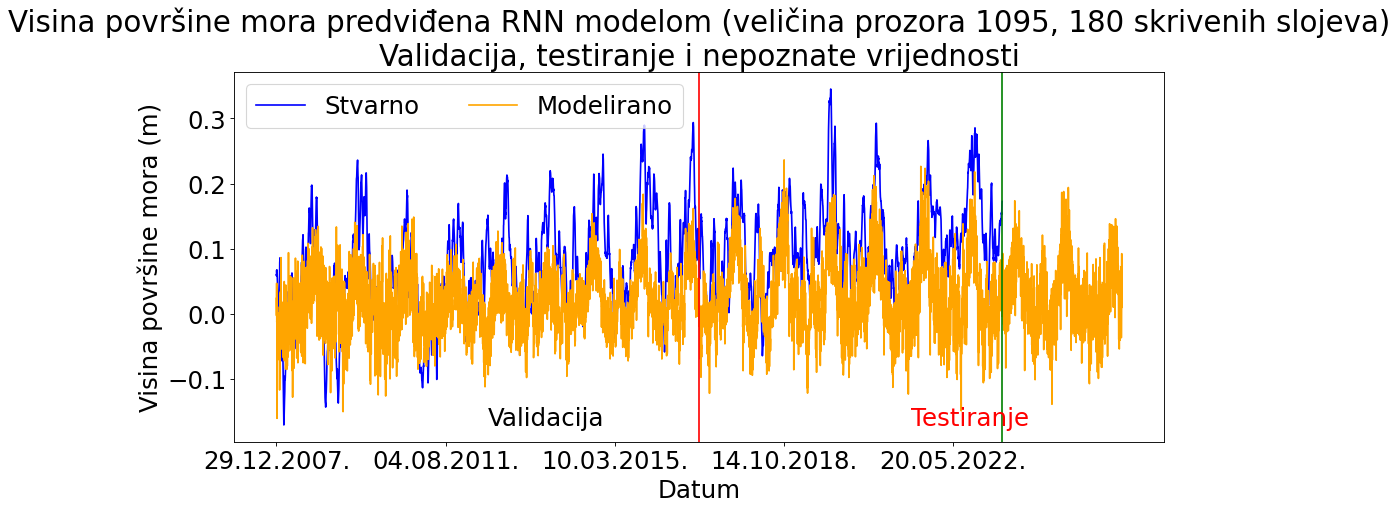 Visina površine mora predviđena RNN modelom (veličina prozora 1095, 180 skrivenih slojeva)
Validacija, testiranje i nepoznate vrijednosti
Stvarno
Modelirano
Visina površine mora (m)
0.3
0.2
0.1
0.0
−0.1
Validacija
Testiranje
29.12.2007.
04.08.2011.
10.03.2015.
14.10.2018.
20.05.2022.
Datum